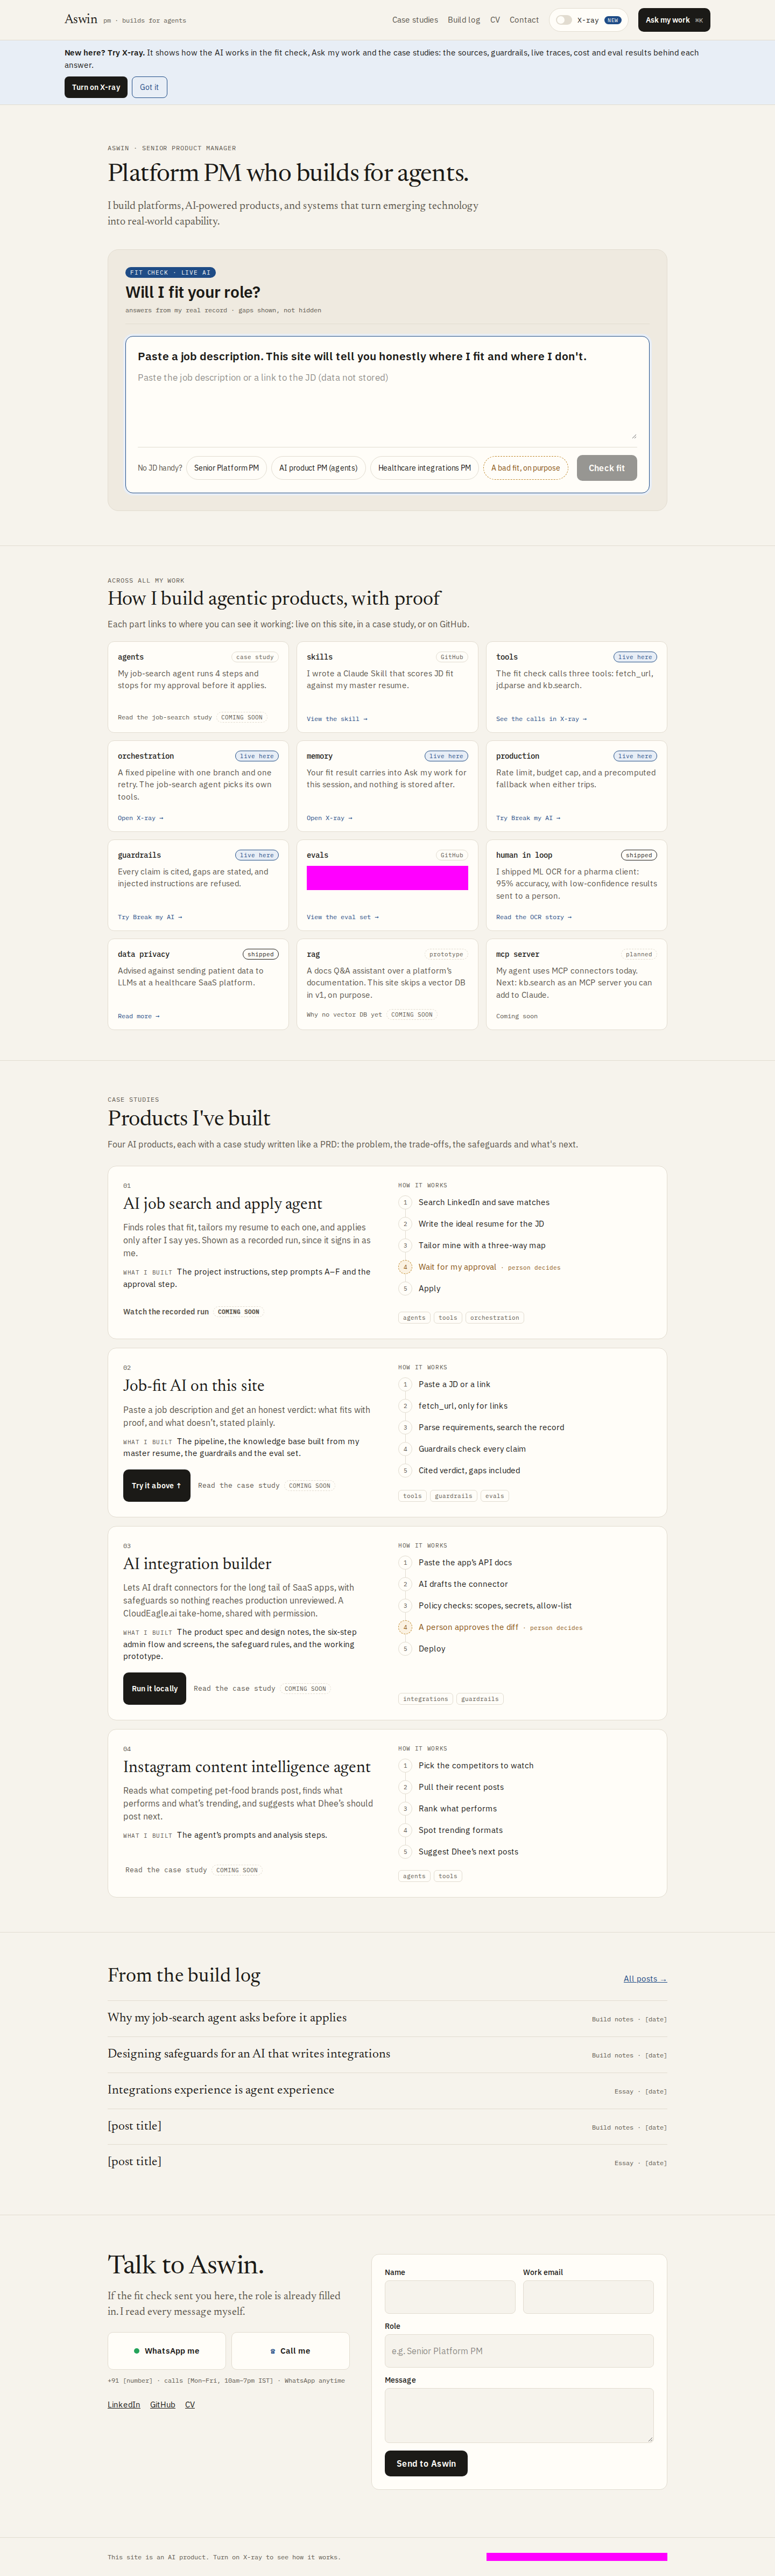 Aswin pm · builds for agents
Case studies Build log CV Contact X-ray NEW Ask my work ⌘K
New here? Try X-ray. It shows how the AI works in the fit check, Ask my work and the case studies: the sources, guardrails, live traces, cost and eval results behind each
answer.
Turn on X-ray Got it
ASWIN · SENIOR PRODUCT MANAGER
Platform PM who builds for agents.
I build platforms, AI-powered products, and systems that turn emerging technology
into real-world capability.
FIT CHECK · LIVE AI
Will I fit your role?
answers from my real record · gaps shown, not hidden
Paste a job description. This site will tell you honestly where I fit and where I don't.
Paste the job description or a link to the JD (data not stored)
No JD handy? Senior Platform PM AI product PM (agents) Healthcare integrations PM A bad fit, on purpose Check fit
ACROSS ALL MY WORK
How I build agentic products, with proof
Each part links to where you can see it working: live on this site, in a case study, or on GitHub.
agents case study
My job-search agent runs 4 steps and
stops for my approval before it applies.
Read the job-search study COMING SOON
skills GitHub
I wrote a Claude Skill that scores JD fit
against my master resume.
View the skill →
tools live here
The fit check calls three tools: fetch_url,
jd.parse and kb.search.
See the calls in X-ray →
orchestration live here
A fixed pipeline with one branch and one
retry. The job-search agent picks its own
tools.
Open X-ray →
memory live here
Your fit result carries into Ask my work for
this session, and nothing is stored after.
Open X-ray →
production live here
Rate limit, budget cap, and a precomputed
fallback when either trips.
Try Break my AI →
guardrails live here
Every claim is cited, gaps are stated, and
injected instructions are refused.
Try Break my AI →
evals GitHub
View the eval set →
human in loop shipped
I shipped ML OCR for a pharma client:
95% accuracy, with low-confidence results
sent to a person.
Read the OCR story →
data privacy shipped
Advised against sending patient data to
LLMs at a healthcare SaaS platform.
Read more →
rag prototype
A docs Q&A assistant over a platform's
documentation. This site skips a vector DB
in v1, on purpose.
Why no vector DB yet COMING SOON
mcp server planned
My agent uses MCP connectors today.
Next: kb.search as an MCP server you can
add to Claude.
Coming soon
CASE STUDIES
Products I've built
Four AI products, each with a case study written like a PRD: the problem, the trade-offs, the safeguards and what's next.
01
AI job search and apply agent
Finds roles that fit, tailors my resume to each one, and applies
only after I say yes. Shown as a recorded run, since it signs in as
me.
WHAT I BUILT The project instructions, step prompts A–F and the
approval step.
Watch the recorded run COMING SOON
HOW IT WORKS
1 Search LinkedIn and save matches
2 Write the ideal resume for the JD
3 Tailor mine with a three-way map
4 Wait for my approval · person decides
5 Apply
agents tools orchestration
02
Job-fit AI on this site
Paste a job description and get an honest verdict: what fits with
proof, and what doesn't, stated plainly.
WHAT I BUILT The pipeline, the knowledge base built from my
master resume, the guardrails and the eval set.
Try it above ↑ Read the case study COMING SOON
HOW IT WORKS
1 Paste a JD or a link
2 fetch_url, only for links
3 Parse requirements, search the record
4 Guardrails check every claim
5 Cited verdict, gaps included
tools guardrails evals
03
AI integration builder
Lets AI draft connectors for the long tail of SaaS apps, with
safeguards so nothing reaches production unreviewed. A
CloudEagle.ai take-home, shared with permission.
WHAT I BUILT The product spec and design notes, the six-step
admin flow and screens, the safeguard rules, and the working
prototype.
Run it locally Read the case study COMING SOON
HOW IT WORKS
1 Paste the app's API docs
2 AI drafts the connector
3 Policy checks: scopes, secrets, allow-list
4 A person approves the diff · person decides
5 Deploy
integrations guardrails
04
Instagram content intelligence agent
Reads what competing pet-food brands post, finds what
performs and what's trending, and suggests what Dhee's should
post next.
WHAT I BUILT The agent's prompts and analysis steps.
Read the case study COMING SOON
HOW IT WORKS
1 Pick the competitors to watch
2 Pull their recent posts
3 Rank what performs
4 Spot trending formats
5 Suggest Dhee's next posts
agents tools
From the build log All posts →
Why my job-search agent asks before it applies Build notes · [date]
Designing safeguards for an AI that writes integrations Build notes · [date]
Integrations experience is agent experience Essay · [date]
[post title] Build notes · [date]
[post title] Essay · [date]
Talk to Aswin.
If the fit check sent you here, the role is already filled
in. I read every message myself.
WhatsApp me ☎ Call me
+91 [number] · calls [Mon–Fri, 10am–7pm IST] · WhatsApp anytime
LinkedIn GitHub CV
Name Work email
Role
e.g. Senior Platform PM
Message
Send to Aswin
This site is an AI product. Turn on X-ray to see how it works.